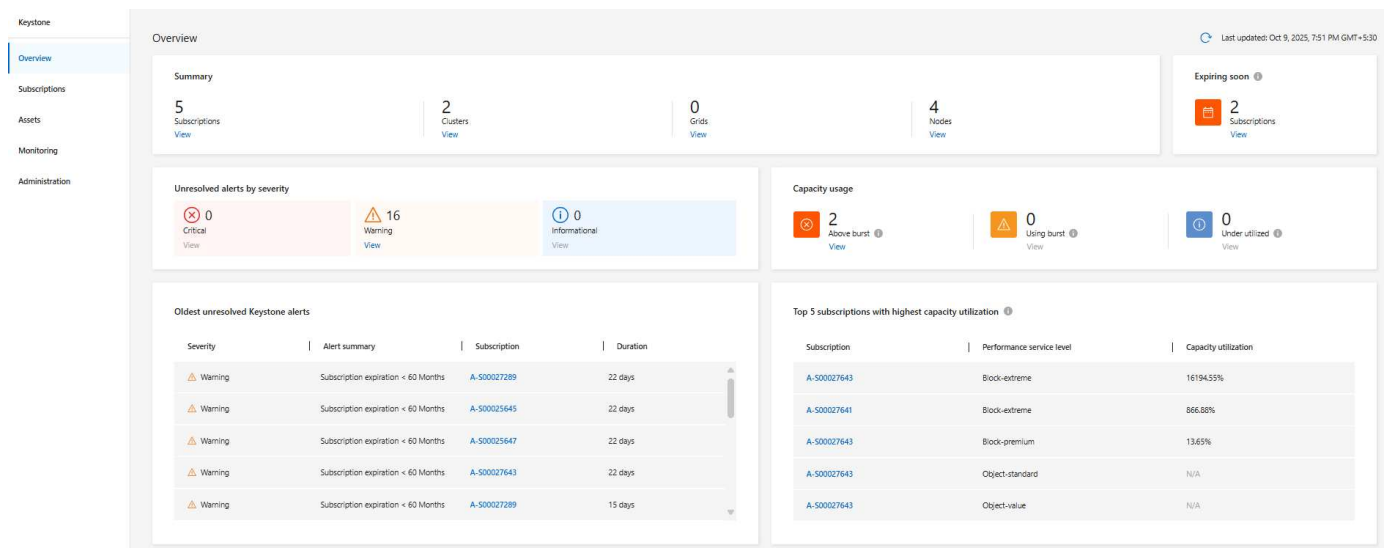 Keystone
Overview
Subscriptions
Assets
Monitoring
Administration
Overview
Last updated: Oct 9, 2025, 7:51 PM GMT+5:30
Summary
5
Subscriptions
View
2
Clusters
View
0
Grids
View
4
Nodes
View
Expiring soon
2
Subscriptions
View
Unresolved alerts by severity
0
Critical
View
16
Warning
View
0
Informational
View
Capacity usage
2
Above burst
View
0
Using burst
View
0
Under utilized
View
Oldest unresolved Keystone alerts
Severity Alert summary Subscription Duration
Warning Subscription expiration < 60 Months A-S00027289 22 days
Warning Subscription expiration < 60 Months A-S00025645 22 days
Warning Subscription expiration < 60 Months A-S00025647 22 days
Warning Subscription expiration < 60 Months A-S00027643 22 days
Warning Subscription expiration < 60 Months A-S00027289 15 days
Top 5 subscriptions with highest capacity utilization
Subscription Performance service level Capacity utilization
A-S00027643 Block-extreme 16194.55%
A-S00027641 Block-extreme 866.88%
A-S00027643 Block-premium 13.65%
A-S00027643 Object-standard N/A
A-S00027643 Object-value N/A